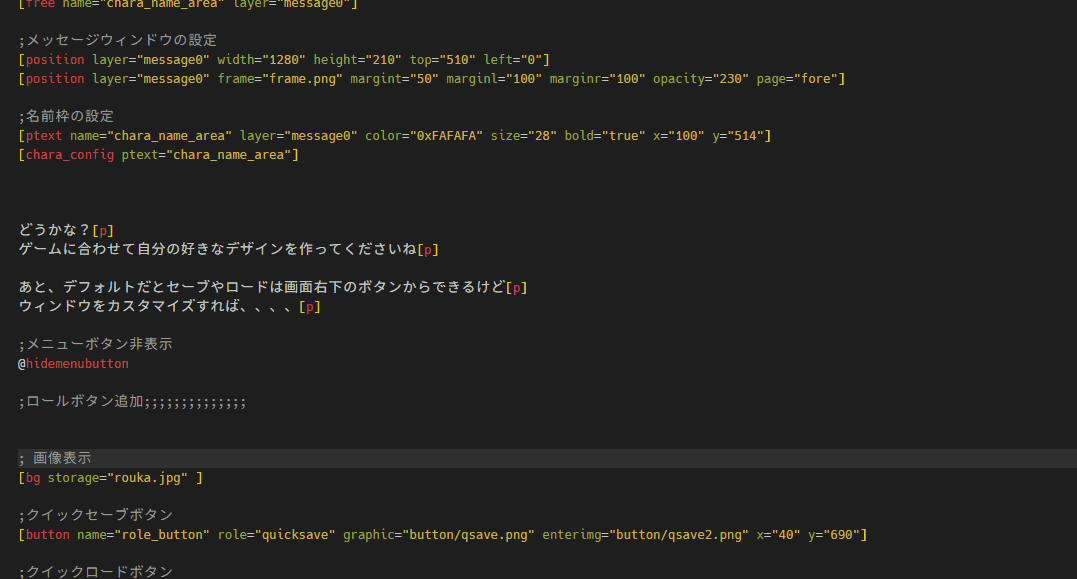 [free name="chara_name_area" layer="message0"]
;メッセージウィンドウの設定
[position layer="message0" width="1280" height="210" top="510" left="0"]
[position layer="message0" frame="frame.png" margint="50" marginl="100" marginr="100" opacity="230" page="fore"]
;名前枠の設定
[ptext name="chara_name_area" layer="message0" color="0xFAFAFA" size="28" bold="true" x="100" y="514"]
[chara_config ptext="chara_name_area"]
どうかな？[p]
ゲームに合わせて自分の好きなデザインを作ってくださいね[p]
あと、デフォルトだとセーブやロードは画面右下のボタンからできるけど[p]
ウィンドウをカスタマイズすれば、、、、[p]
;メニューボタン非表示
@hidemenubutton
;ロールボタン追加;;;;;;;;;;;;;;
; 画像表示
[bg storage="rouka.jpg" ]
;クイックセーブボタン
[button name="role_button" role="quicksave" graphic="button/qsave.png" enterimg="button/qsave2.png" x="40" y="690"]
;クイックロードボタン